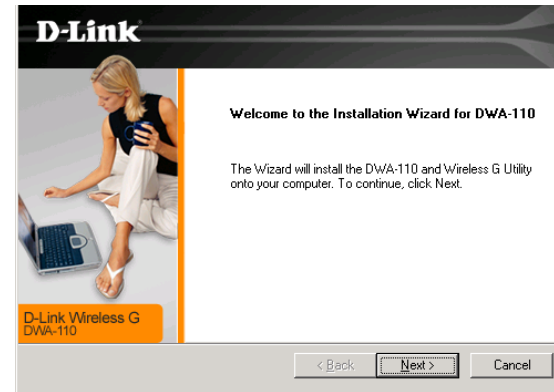 D-Link
Welcome to the Installation Wizard for DWA-110
The Wizard will install the DWA-110 and Wireless G Utility
onto your computer. To continue, click Next.
D-Link Wireless G
DWA-110
< Back
Next >
Cancel